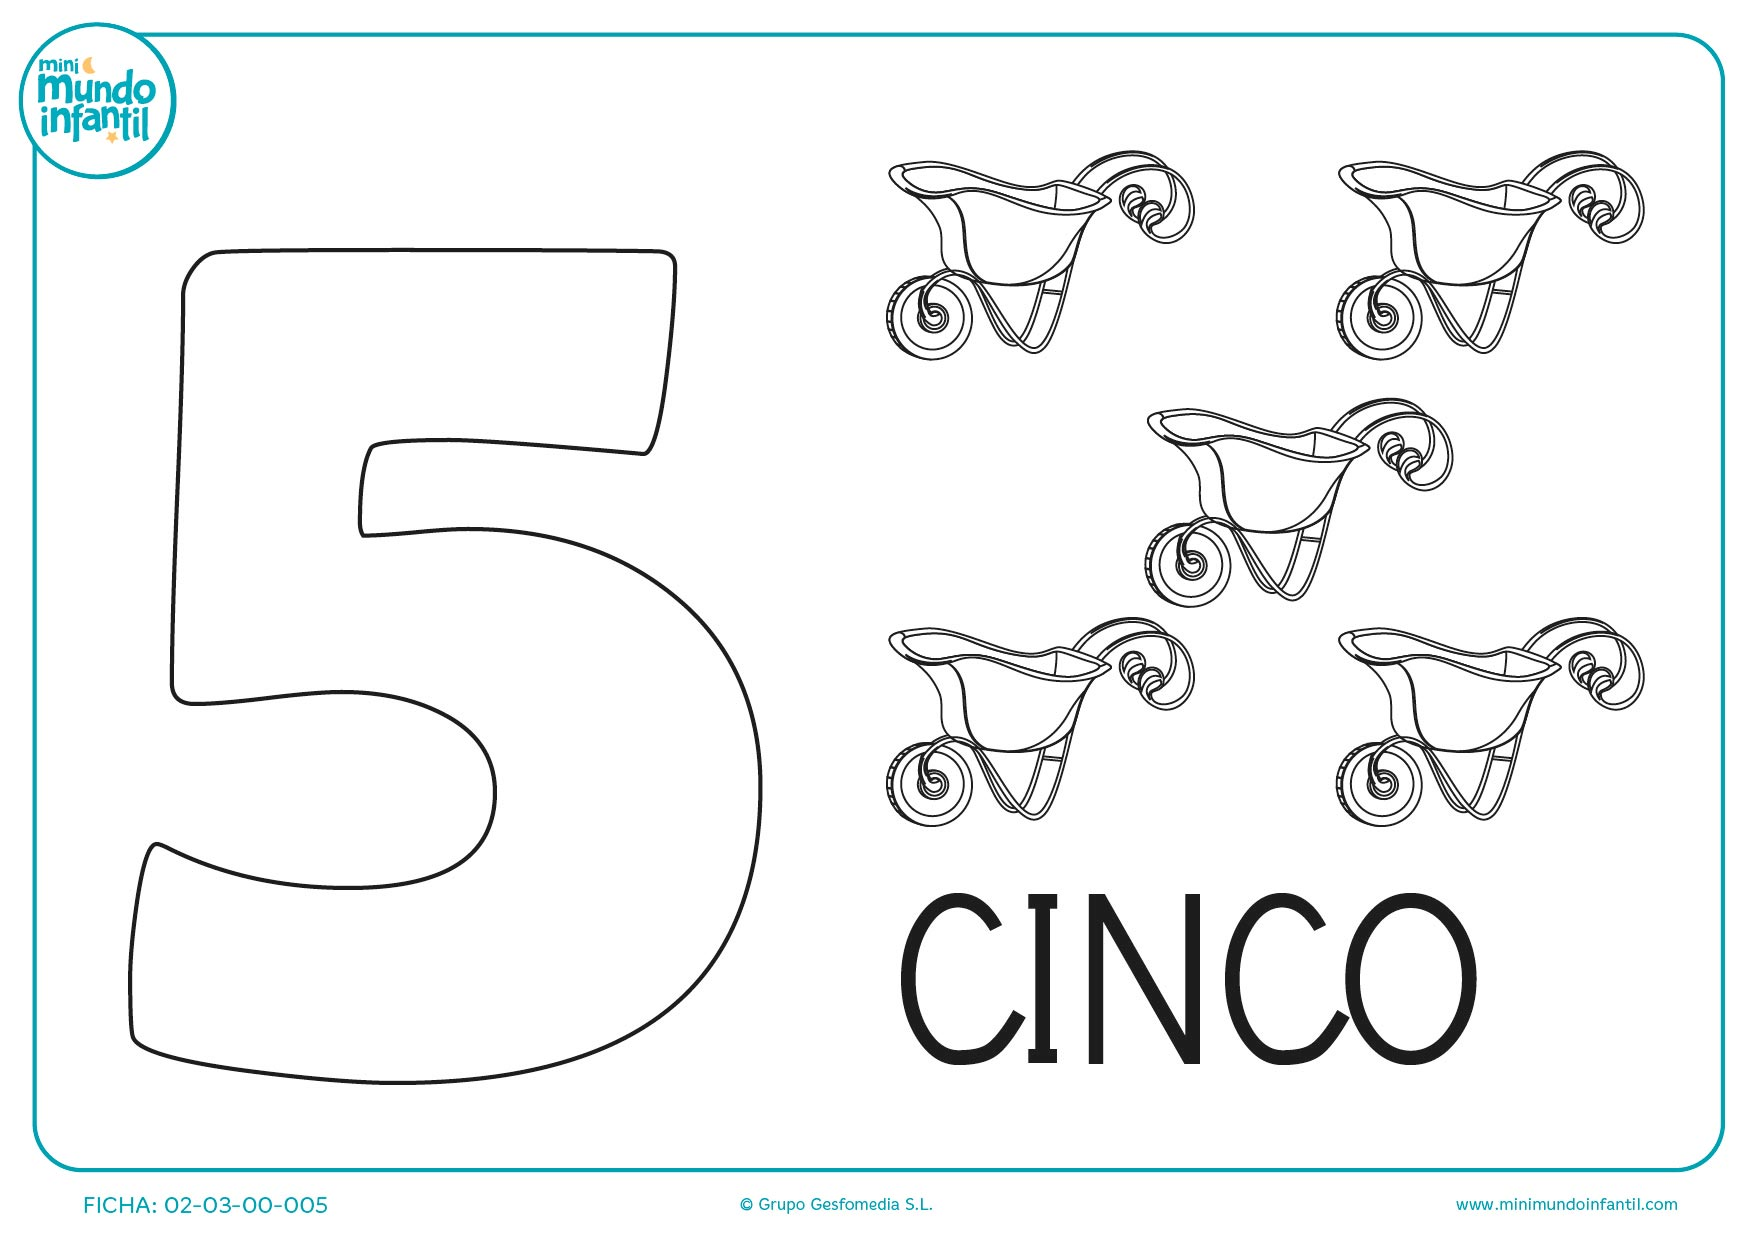 mini
mundo
infantil
5
CINCO
FICHA: 02-03-00-005
© Grupo Gesfomedia S.L.
www.minimundoinfantil.com